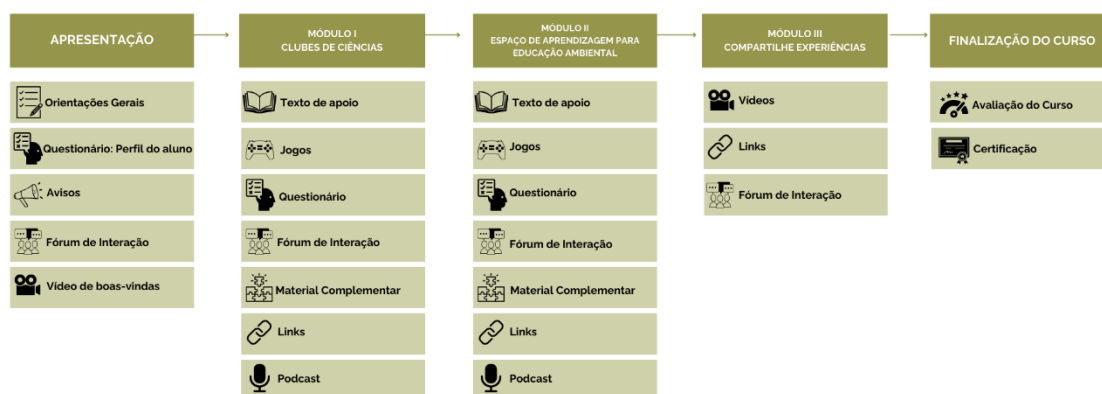 APRESENTAÇÃO
Orientações Gerais
Questionário: Perfil do aluno
Avisos
Fórum de Interação
Vídeo de boas-vindas
MÓDULO I
CLUBES DE CIÊNCIAS
Texto de apoio
Jogos
Questionário
Fórum de Interação
Material Complementar
Links
Podcast
MÓDULO II
ESPAÇO DE APRENDIZAGEM PARA
EDUCAÇÃO AMBIENTAL
Texto de apoio
Jogos
Questionário
Fórum de Interação
Material Complementar
Links
Podcast
MÓDULO III
COMPARTILHE EXPERIÊNCIAS
Vídeos
Links
Fórum de Interação
FINALIZAÇÃO DO CURSO
Avaliação do Curso
Certificação